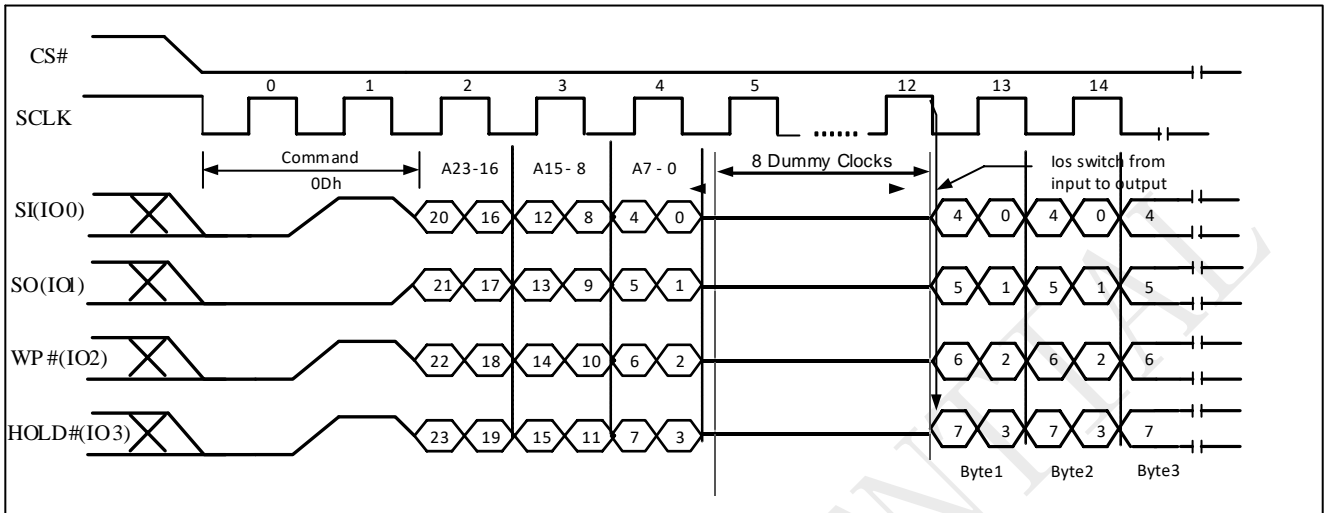 CS#
0 1 2 3 4 5 12 13 14
SCLK
Command
0Dh
A23-16 A15-8 A7-0
8 Dummy Clocks
Ios switch from
input to output
SI(IO0) 20 16 12 8 4 0 4 0 4 0 4
SO(IO1) 21 17 13 9 5 1 5 1 5 1 5
WP#(IO2) 22 18 14 10 6 2 6 2 6 2 6
HOLD#(IO3) 23 19 15 11 7 3 7 3 7 3 7
Byte1 Byte2 Byte3